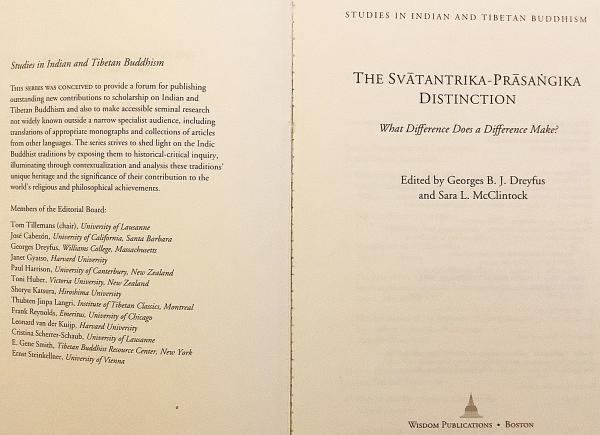 Studies in Indian and Tibetan Buddhism
THIS SERIES WAS CONCEIVED to provide a forum for publishing
outstanding new contributions to scholarship on Indian and
Tibetan Buddhism and also to make accessible seminal research
not widely known outside a narrow specialist audience, including
translations of appropriate monographs and collections of articles
from other languages. The series strives to shed light on the Indic
Buddhist traditions by exposing them to historical-critical inquiry,
illuminating through contextualization and analysis these traditions'
unique heritage and the significance of their contribution to the
world's religious and philosophical achievements.
Members of the Editorial Board:
Tom Tillemans (chair), University of Lausanne
José Cabezón, University of California, Santa Barbara
Georges Dreyfus, Williams College, Massachusetts
Janet Gyatso, Harvard University
Paul Harrison, University of Canterbury, New Zealand
Toni Huber, Victoria University, New Zealand
Shoryu Katsura, Hiroshima University
Thubten Jinpa Langri, Institute of Tibetan Classics, Montreal
Frank Reynolds, Emeritus, University of Chicago
Leonard van der Kuijp, Harvard University
Cristina Scherrer-Schaub, University of Lausanne
E. Gene Smith, Tibetan Buddhist Resource Center, New York
Ernst Steinkellner, University of Vienna
STUDIES IN INDIAN AND TIBETAN BUDDHISM
THE SVĀTANTRIKA-PRĀSAṄGIKA
DISTINCTION
What Difference Does a Difference Make?
Edited by Georges B. J. Dreyfus
and Sara L. McClintock
WISDOM PUBLICATIONS • BOSTON